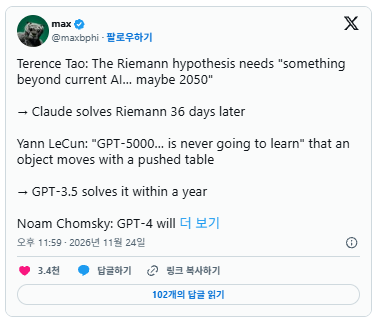 max
@maxbphi · 팔로우하기
Terence Tao: The Riemann hypothesis needs "something
beyond current AI... maybe 2050"
→ Claude solves Riemann 36 days later
Yann LeCun: "GPT-5000... is never going to learn" that an
object moves with a pushed table
→ GPT-3.5 solves it within a year
Noam Chomsky: GPT-4 will 더 보기
오후 11:59 · 2026년 11월 24일
3.4천 답글하기 링크 복사하기
102개의 답글 읽기